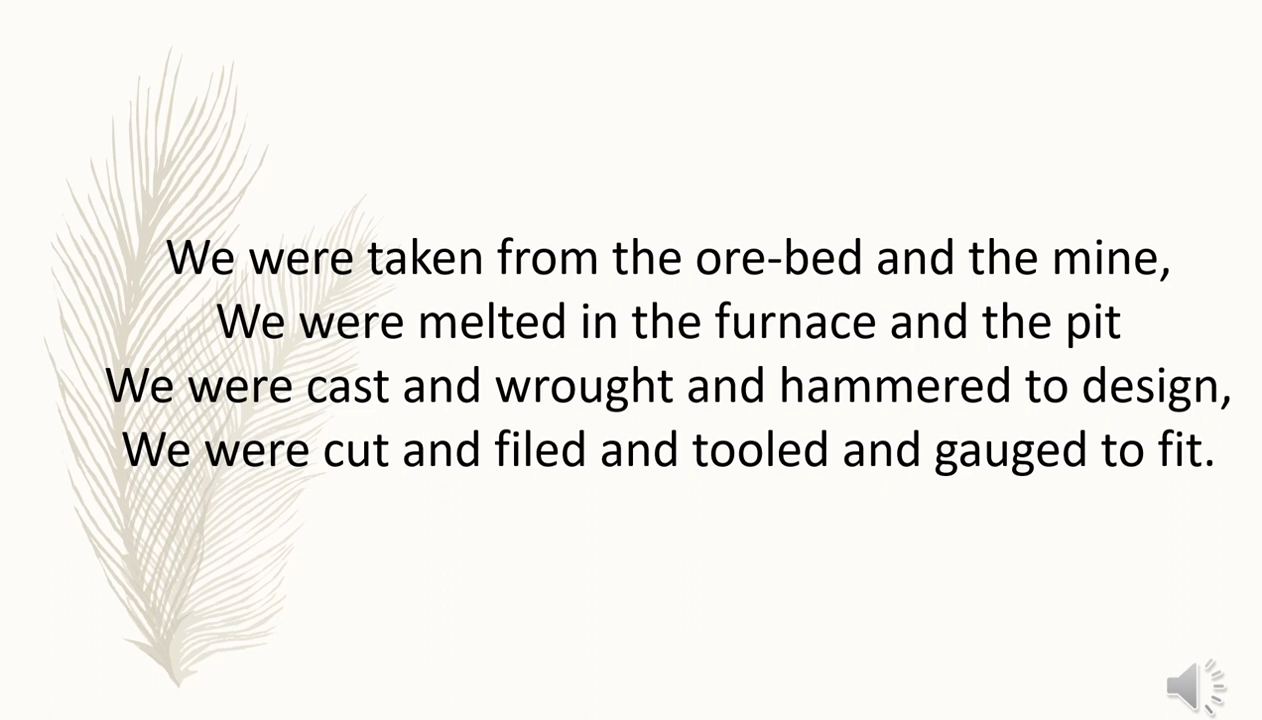 We were taken from the ore-bed and the mine,
We were melted in the furnace and the pit
We were cast and wrought and hammered to design,
We were cut and filed and tooled and gauged to fit.